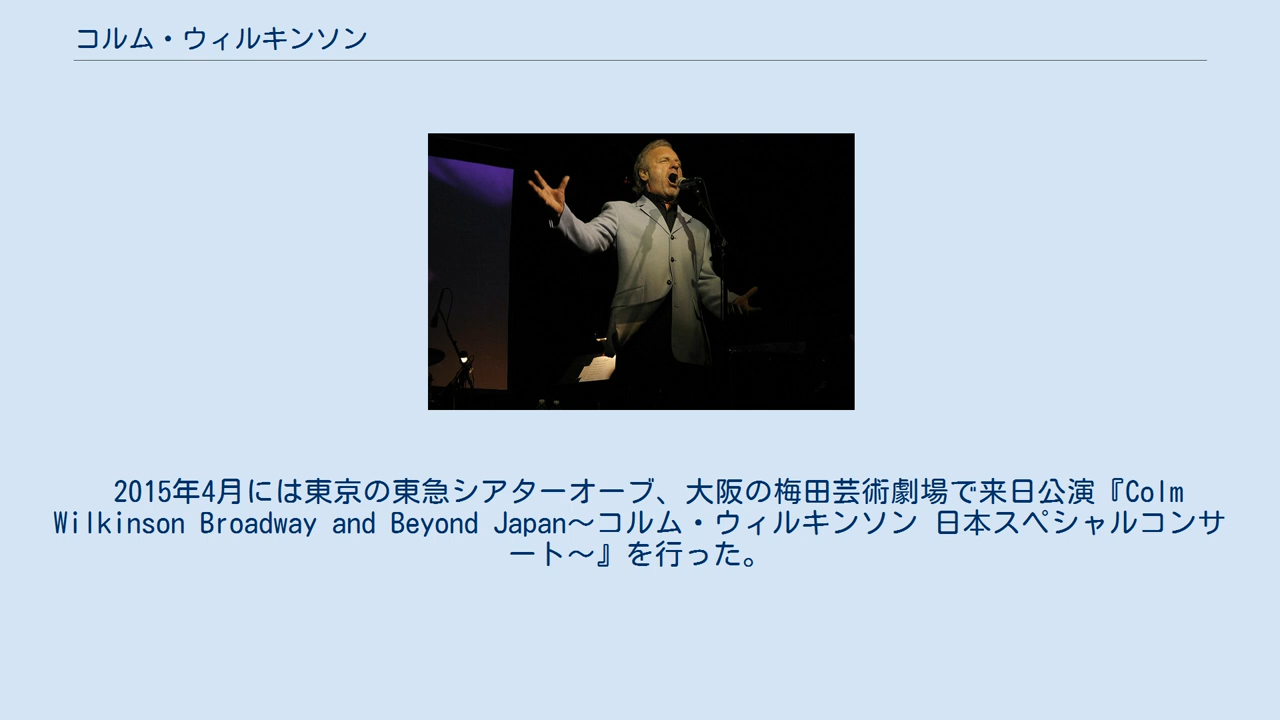 コルム・ウィルキンソン
2015年4月には東京の東急シアターオーブ、大阪の梅田芸術劇場で来日公演『Colm
Wilkinson Broadway and Beyond Japan～コルム・ウィルキンソン 日本スペシャルコンサ
ート～』を行った。